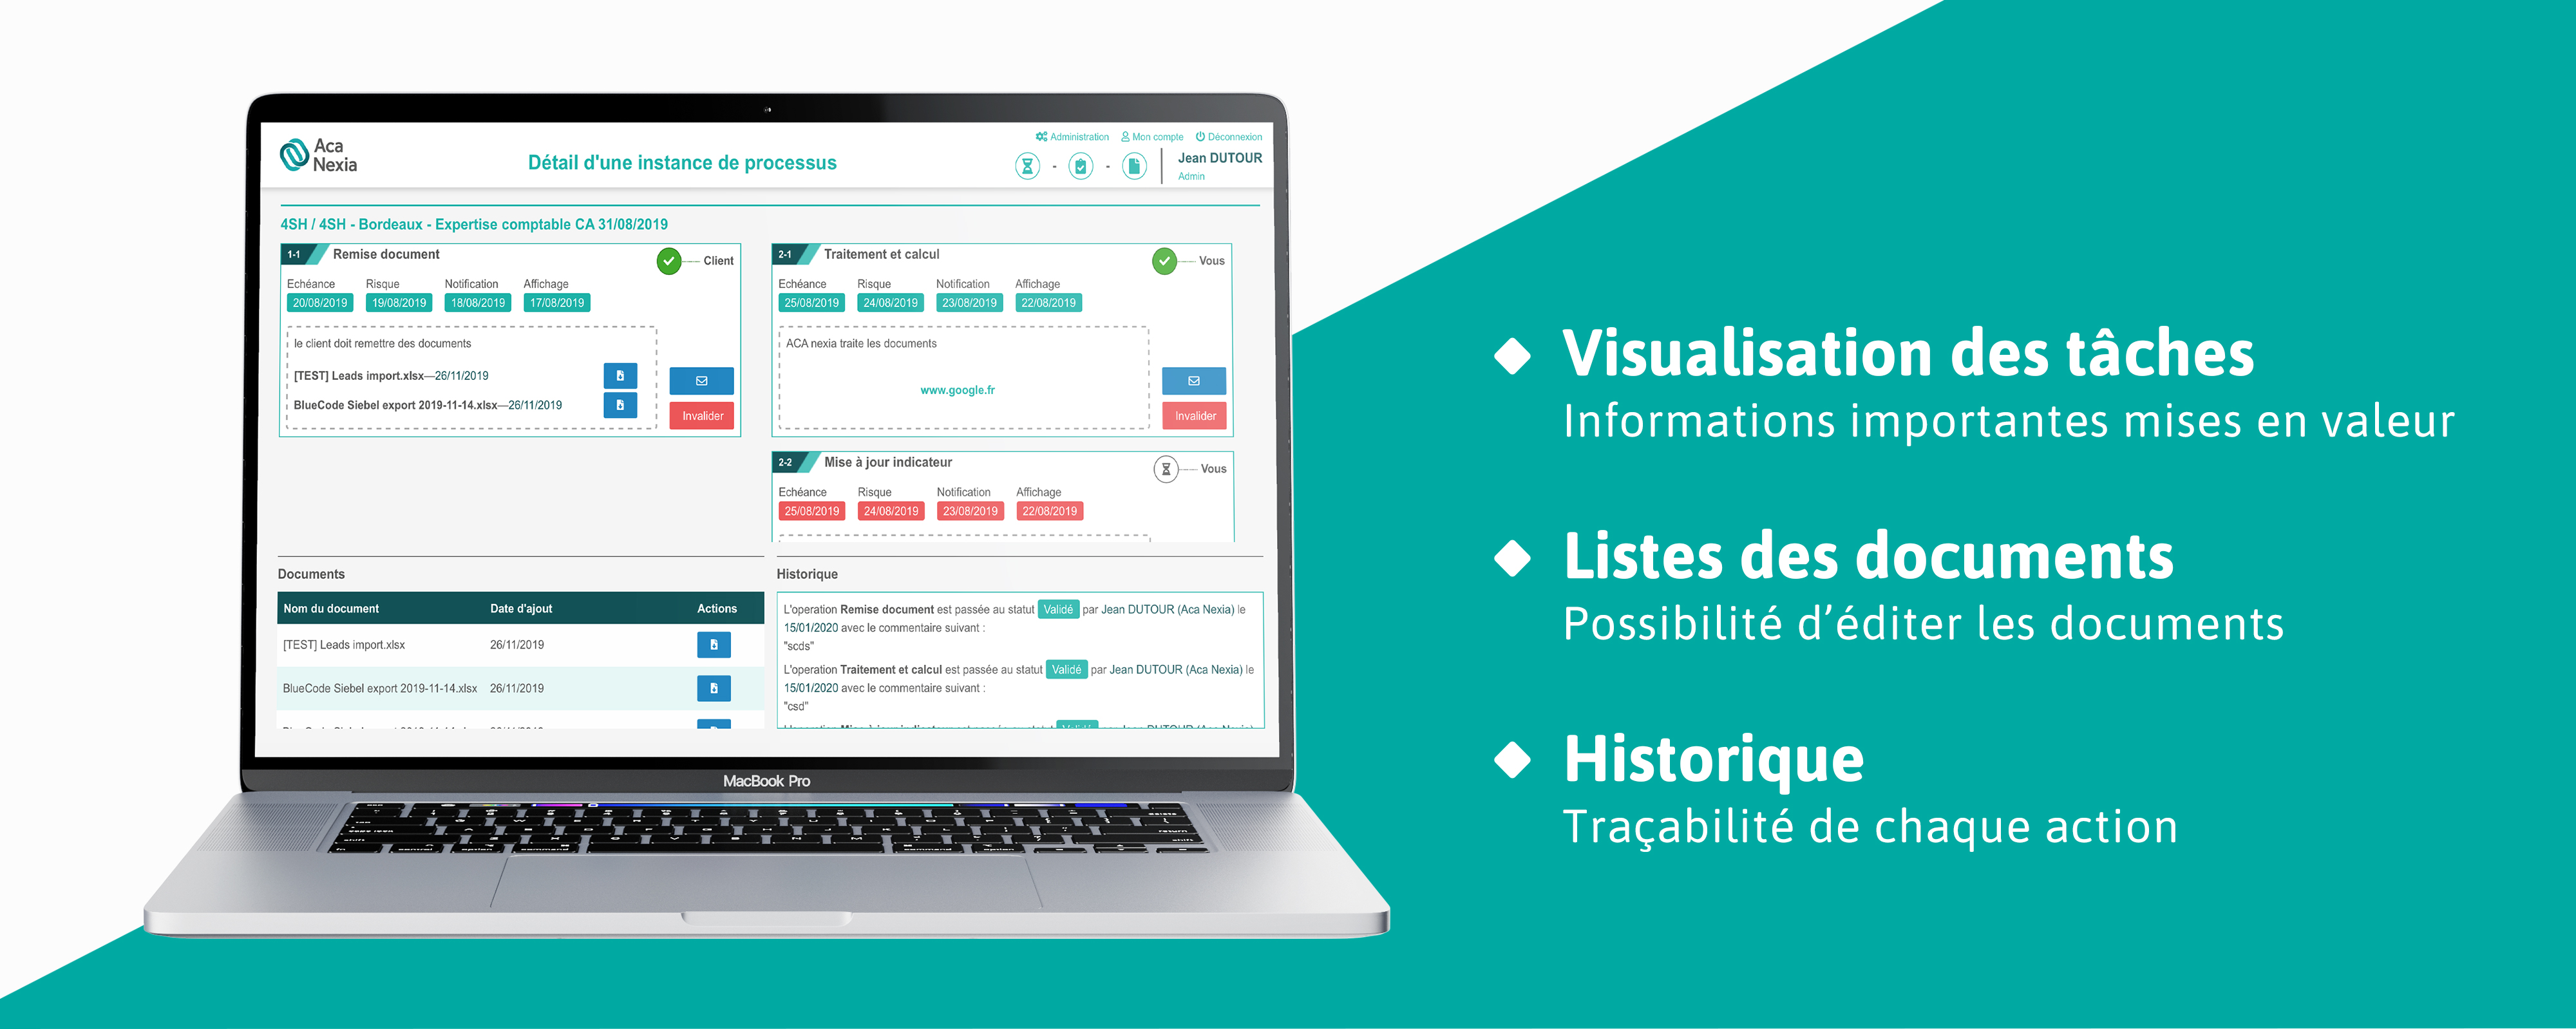 Aca
Nexia
Détail d'une instance de processus
Administration Mon compte Déconnexion
Jean DUTOUR
Admin
4SH / 4SH - Bordeaux - Expertise comptable CA 31/08/2019
1-1 Remise document
Client
Echéance Risque Notification Affichage
20/08/2019 19/08/2019 18/08/2019 17/08/2019
le client doit remettre des documents
[TEST] Leads import.xlsx—26/11/2019
BlueCode Siebel export 2019-11-14.xlsx—26/11/2019
Invalider
2-1 Traitement et calcul
Vous
Echéance Risque Notification Affichage
25/08/2019 24/08/2019 23/08/2019 22/08/2019
ACA nexia traite les documents
www.google.fr
Invalider
2-2 Mise à jour indicateur
Vous
Echéance Risque Notification Affichage
25/08/2019 24/08/2019 23/08/2019 22/08/2019
Documents
Nom du document Date d'ajout Actions
[TEST] Leads import.xlsx 26/11/2019
BlueCode Siebel export 2019-11-14.xlsx 26/11/2019
Historique
L'operation Remise document est passée au statut Validé par Jean DUTOUR (Aca Nexia) le
15/01/2020 avec le commentaire suivant :
"scds"
L'operation Traitement et calcul est passée au statut Validé par Jean DUTOUR (Aca Nexia) le
15/01/2020 avec le commentaire suivant :
"csd"
MacBook Pro
Visualisation des tâches
Informations importantes mises en valeur
Listes des documents
Possibilité d'éditer les documents
Historique
Traçabilité de chaque action